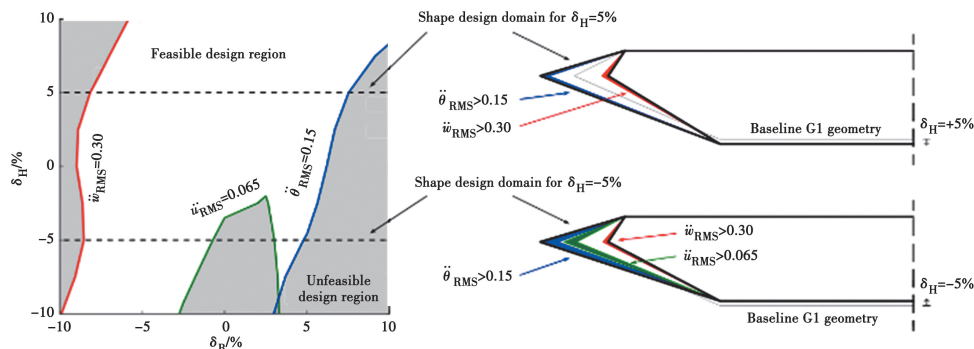 10
5
0
−5
−10
δH/%
−10
−5
0
5
10
δB/%
Feasible design region
ẅRMS=0.30
üRMS=0.065
θ̈RMS=0.15
Unfeasible
design region
Shape design domain for δH=5%
Shape design domain for δH=−5%
θ̈RMS>0.15
ẅRMS>0.30
Baseline G1 geometry
δH=+5%
ẅRMS>0.30
üRMS>0.065
θ̈RMS>0.15
Baseline G1 geometry
δH=−5%